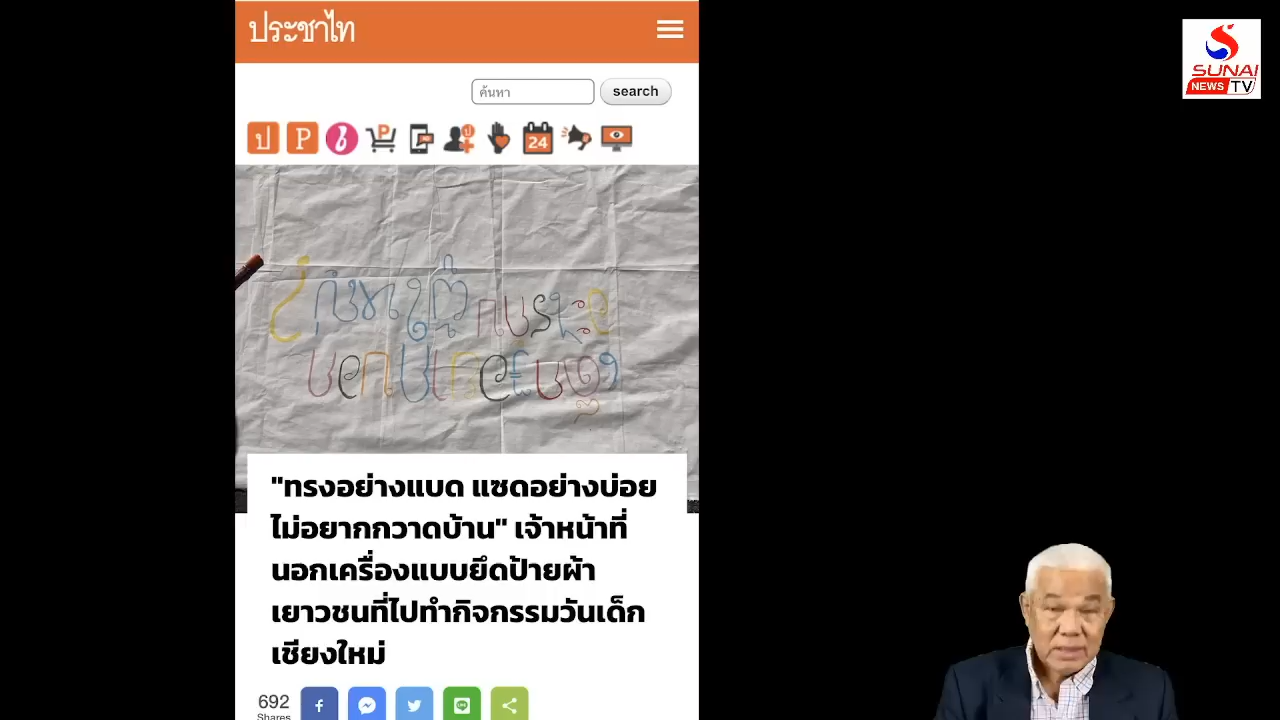 ประชาไท
SUNAI
NEWS TV
ค้นหา
search
ป P P ป
24
"ทรงอย่างแบด แซดอย่างบ่อย
ไม่อยากกวาดบ้าน" เจ้าหน้าที่
นอกเครื่องแบบยึดป้ายผ้า
เยาวชนที่ไปทำกิจกรรมวันเด็ก
เชียงใหม่
692
Shares